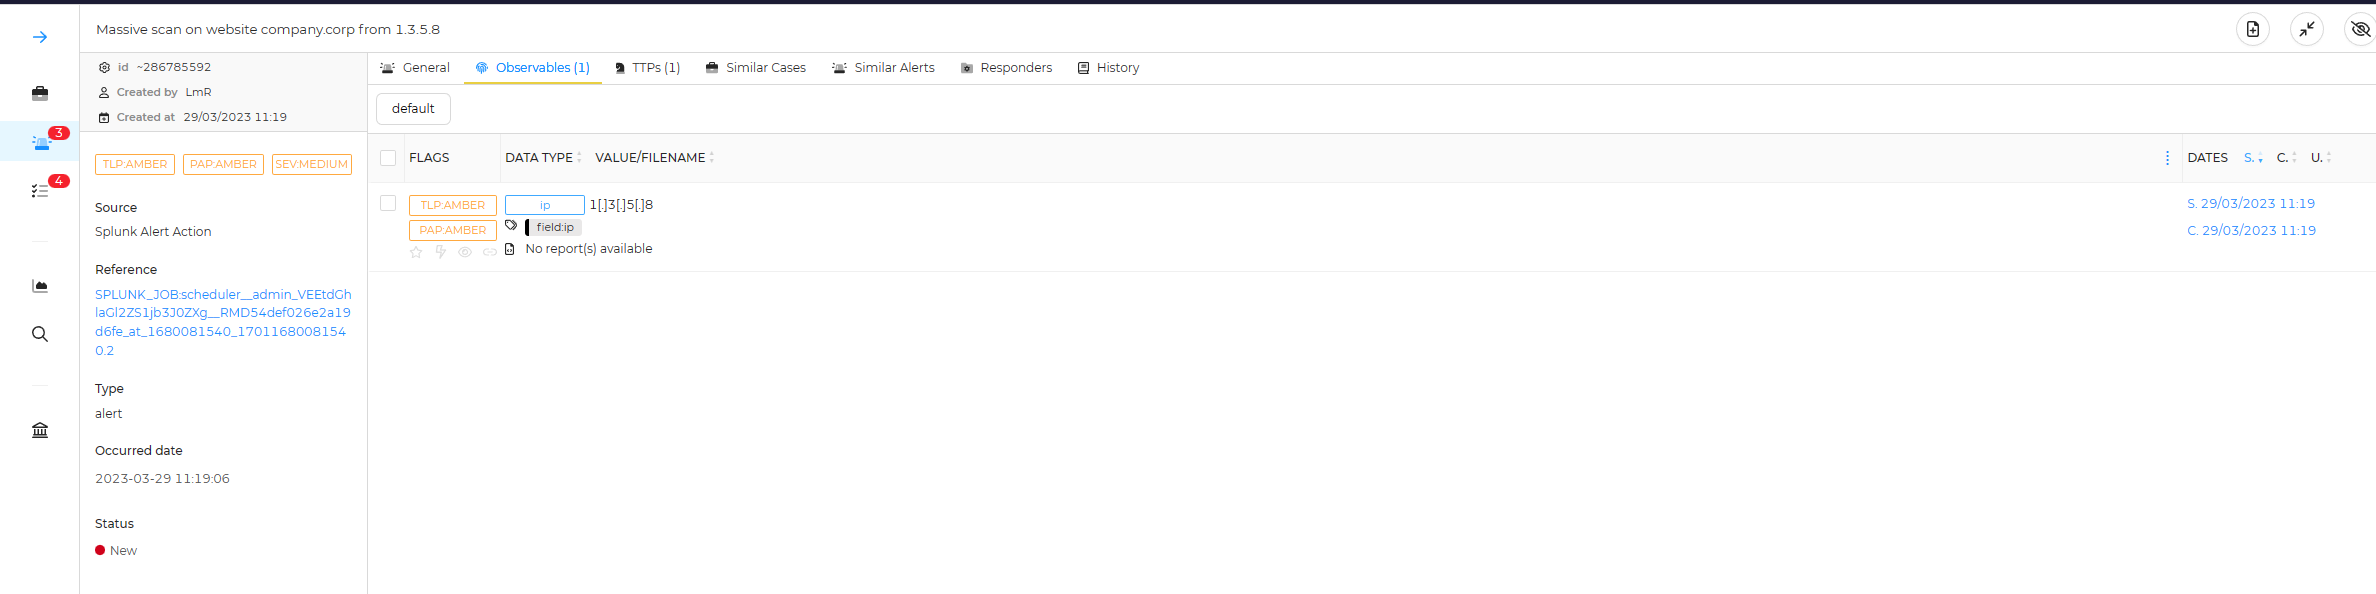 Massive scan on website company.corp from 1.3.5.8
id ~286785592
Created by LmR
Created at 29/03/2023 11:19
3
4
TLP:AMBER PAP:AMBER SEV:MEDIUM
Source
Splunk Alert Action
Reference
SPLUNK_JOB:scheduler__admin_VEEtdGh
laGl2ZS1jb3J0ZXg__RMD54def026e2a19
d6fe_at_1680081540_1701168008154
0.2
Type
alert
Occurred date
2023-03-29 11:19:06
Status
New
General Observables (1) TTPs (1) Similar Cases Similar Alerts Responders History
default
FLAGS DATA TYPE VALUE/FILENAME DATES S. C. U.
TLP:AMBER ip 1[.]3[.]5[.]8 S. 29/03/2023 11:19
PAP:AMBER field:ip C. 29/03/2023 11:19
No report(s) available